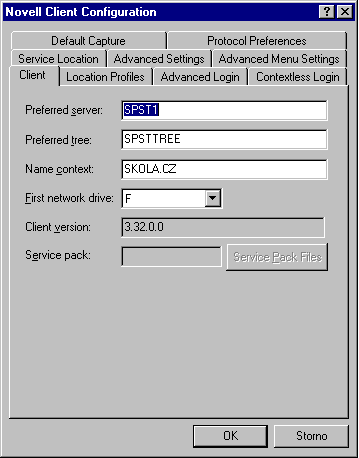 Novell Client Configuration
Default Capture Protocol Preferences
Service Location Advanced Settings Advanced Menu Settings
Client Location Profiles Advanced Login Contextless Login
Preferred server: SPST1
Preferred tree: SPSTTREE
Name context: SKOLA.CZ
First network drive: F
Client version: 3.32.0.0
Service pack: Service Pack Files
OK Storno